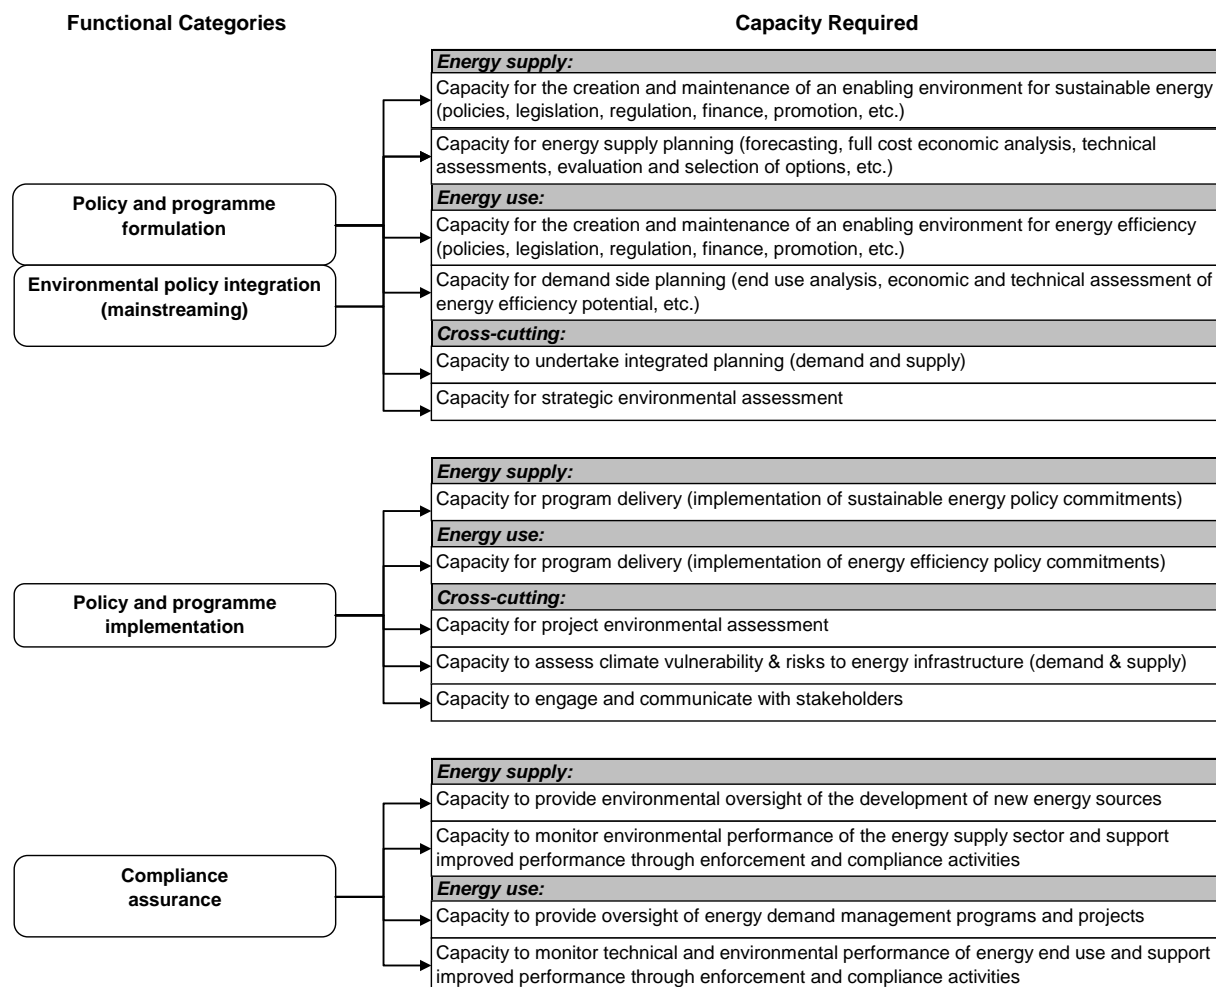 Functional Categories
Capacity Required
Policy and programme
formulation
Environmental policy integration
(mainstreaming)
Energy supply:
Capacity for the creation and maintenance of an enabling environment for sustainable energy
(policies, legislation, regulation, finance, promotion, etc.)
Capacity for energy supply planning (forecasting, full cost economic analysis, technical
assessments, evaluation and selection of options, etc.)
Energy use:
Capacity for the creation and maintenance of an enabling environment for energy efficiency
(policies, legislation, regulation, finance, promotion, etc.)
Capacity for demand side planning (end use analysis, economic and technical assessment of
energy efficiency potential, etc.)
Cross-cutting:
Capacity to undertake integrated planning (demand and supply)
Capacity for strategic environmental assessment
Policy and programme
implementation
Energy supply:
Capacity for program delivery (implementation of sustainable energy policy commitments)
Energy use:
Capacity for program delivery (implementation of energy efficiency policy commitments)
Cross-cutting:
Capacity for project environmental assessment
Capacity to assess climate vulnerability & risks to energy infrastructure (demand & supply)
Capacity to engage and communicate with stakeholders
Compliance
assurance
Energy supply:
Capacity to provide environmental oversight of the development of new energy sources
Capacity to monitor environmental performance of the energy supply sector and support
improved performance through enforcement and compliance activities
Energy use:
Capacity to provide oversight of energy demand management programs and projects
Capacity to monitor technical and environmental performance of energy end use and support
improved performance through enforcement and compliance activities